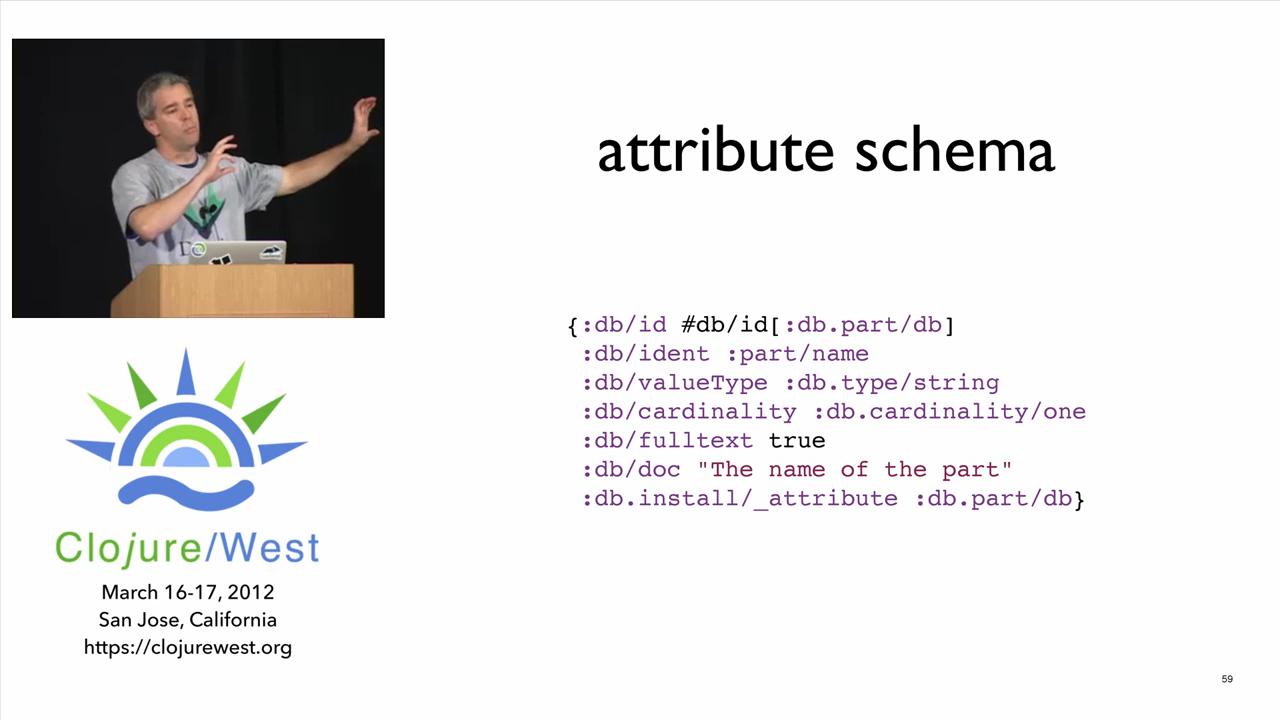 attribute schema
{:db/id #db/id[:db.part/db]
:db/ident :part/name
:db/valueType :db.type/string
:db/cardinality :db.cardinality/one
:db/fulltext true
:db/doc "The name of the part"
:db.install/_attribute :db.part/db}
Clojure/West
March 16-17, 2012
San Jose, California
https://clojurewest.org
59